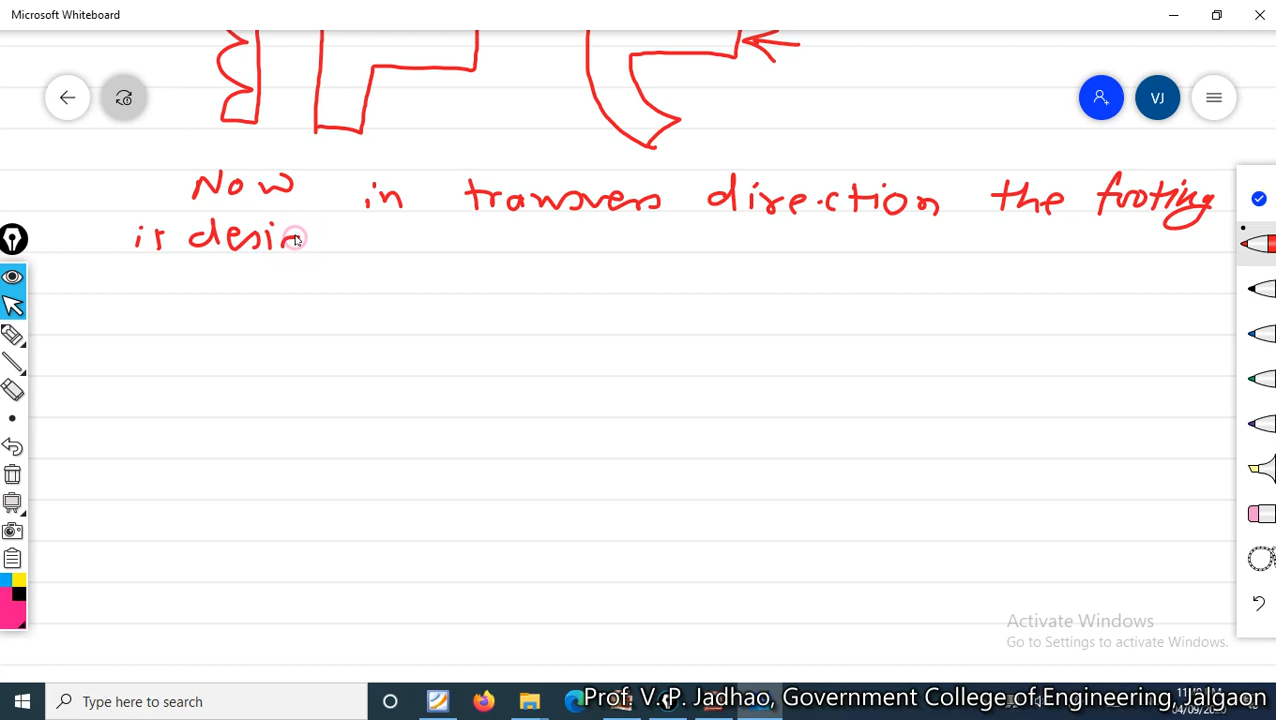 Microsoft Whiteboard
VJ
Now in transvers direction the footing
is desi
Activate Windows
Go to Settings to activate Windows.
Type here to search
Prof. V. P. Jadhao, Government College of Engineering, Jalgaon